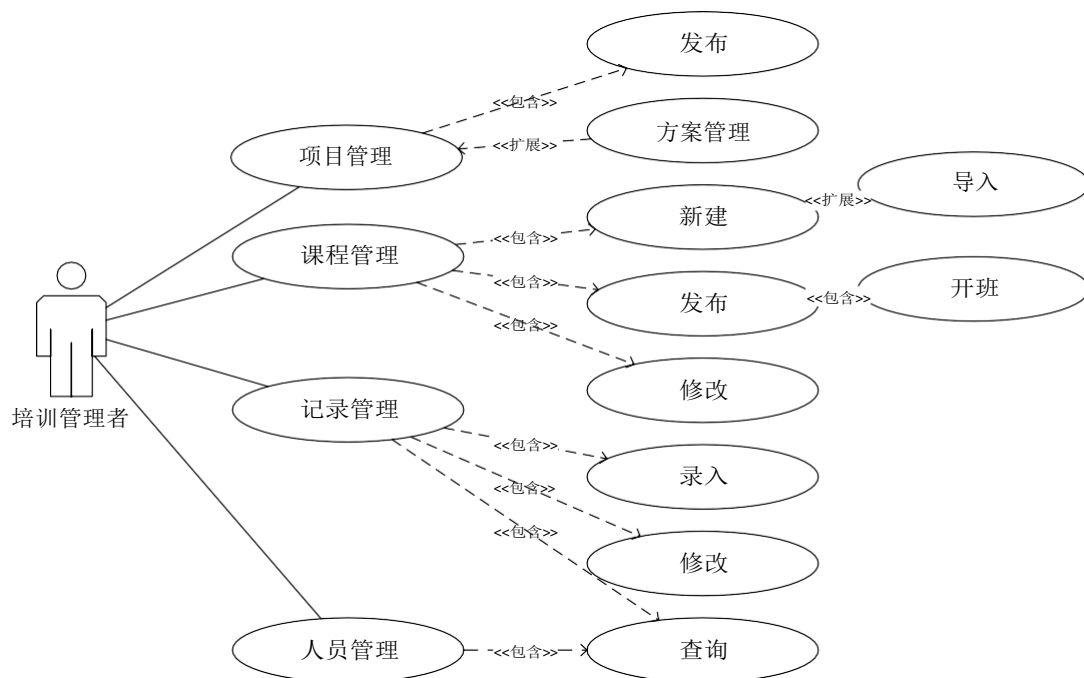 发布
<<包含>>
方案管理
项目管理
<<扩展>>
导入
新建
<<扩展>>
<<包含>>
课程管理
<<包含>>
开班
发布
<<包含>>
<<包含>>
修改
培训管理者
记录管理
<<包含>>
录入
<<包含>>
<<包含>>
修改
人员管理
<<包含>>
查询